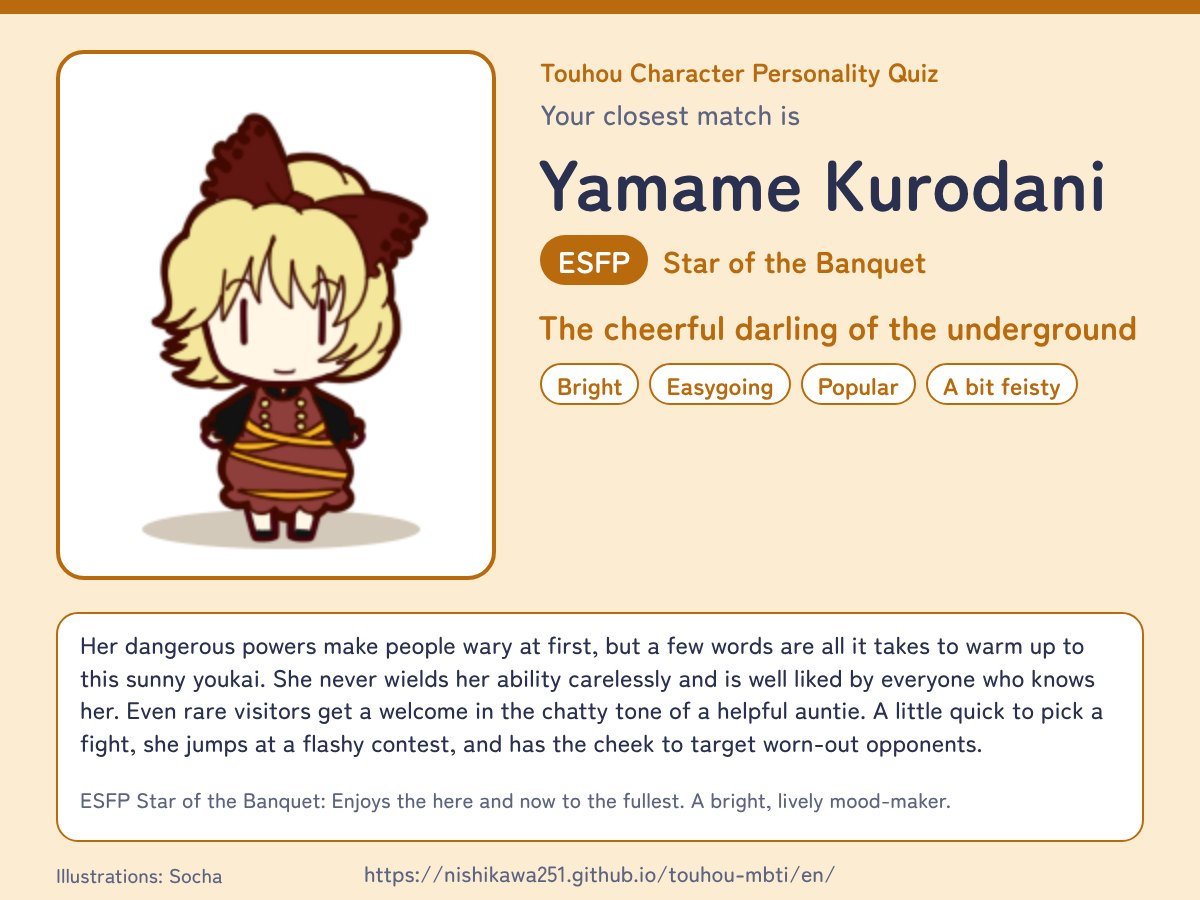 Touhou Character Personality Quiz
Your closest match is
Yamame Kurodani
ESFP Star of the Banquet
The cheerful darling of the underground
Bright Easygoing Popular A bit feisty
Her dangerous powers make people wary at first, but a few words are all it takes to warm up to
this sunny youkai. She never wields her ability carelessly and is well liked by everyone who knows
her. Even rare visitors get a welcome in the chatty tone of a helpful auntie. A little quick to pick a
fight, she jumps at a flashy contest, and has the cheek to target worn-out opponents.
ESFP Star of the Banquet: Enjoys the here and now to the fullest. A bright, lively mood-maker.
Illustrations: Socha https://nishikawa251.github.io/touhou-mbti/en/